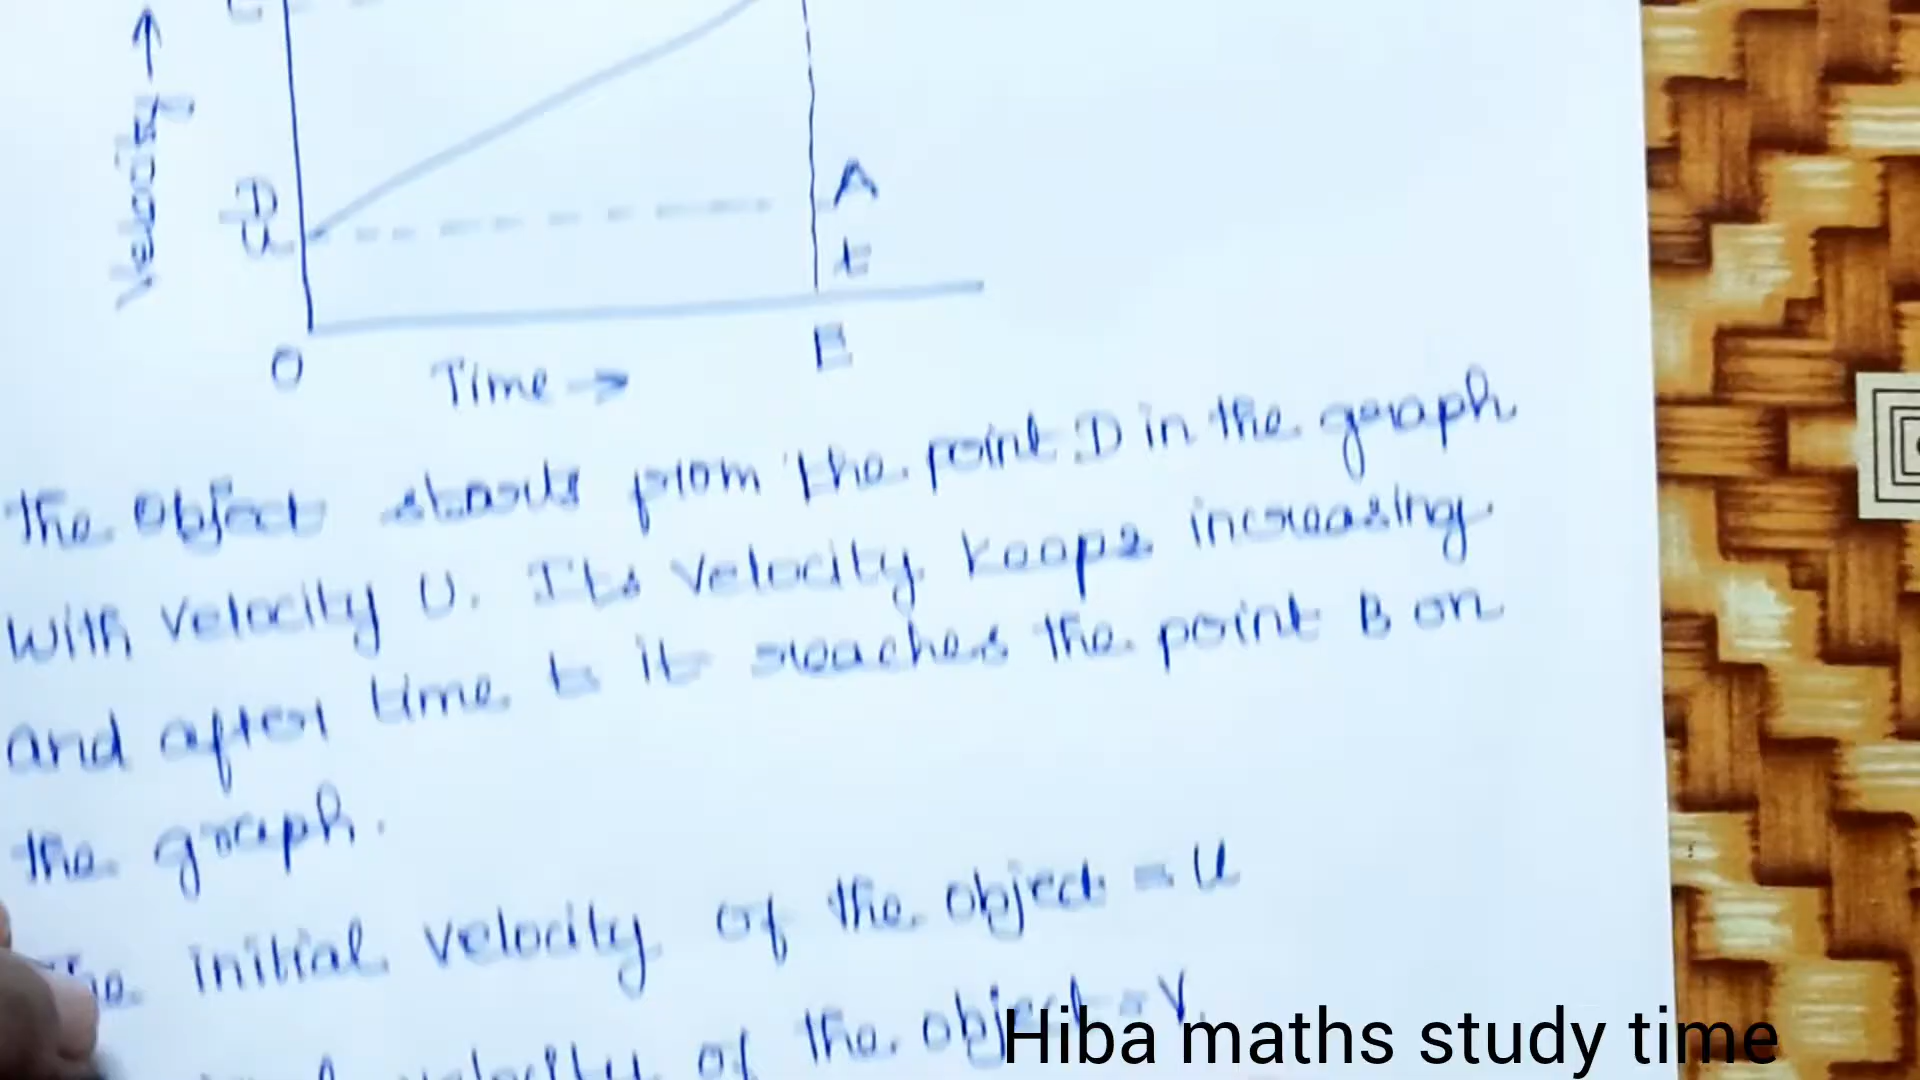 Velocity →
D
u
A
t
O
E
Time →
The object starts from the point D in the graph
with velocity U. Its velocity keeps increasing
and after time t it reaches the point B on
the graph.
The initial velocity of the object = u
velocity of the object = V
Hiba maths study time